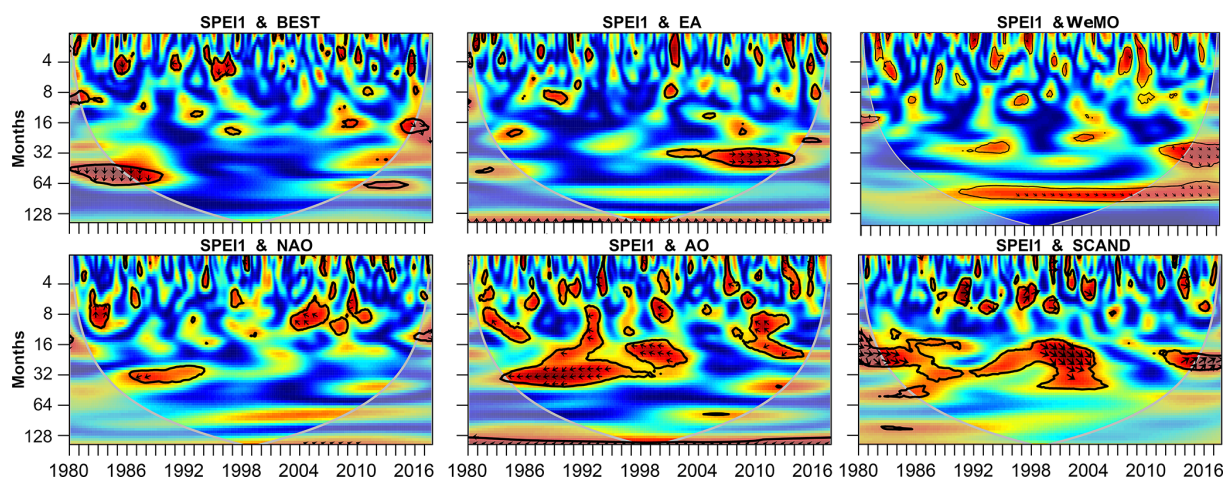 SPEI1 & BEST
SPEI1 & EA
SPEI1 &WeMO
Months
4
8
16
32
64
128
SPEI1 & NAO
SPEI1 & AO
SPEI1 & SCAND
Months
4
8
16
32
64
128
1980 1986 1992 1998 2004 2010 2016
1980 1986 1992 1998 2004 2010 2016
1980 1986 1992 1998 2004 2010 2016